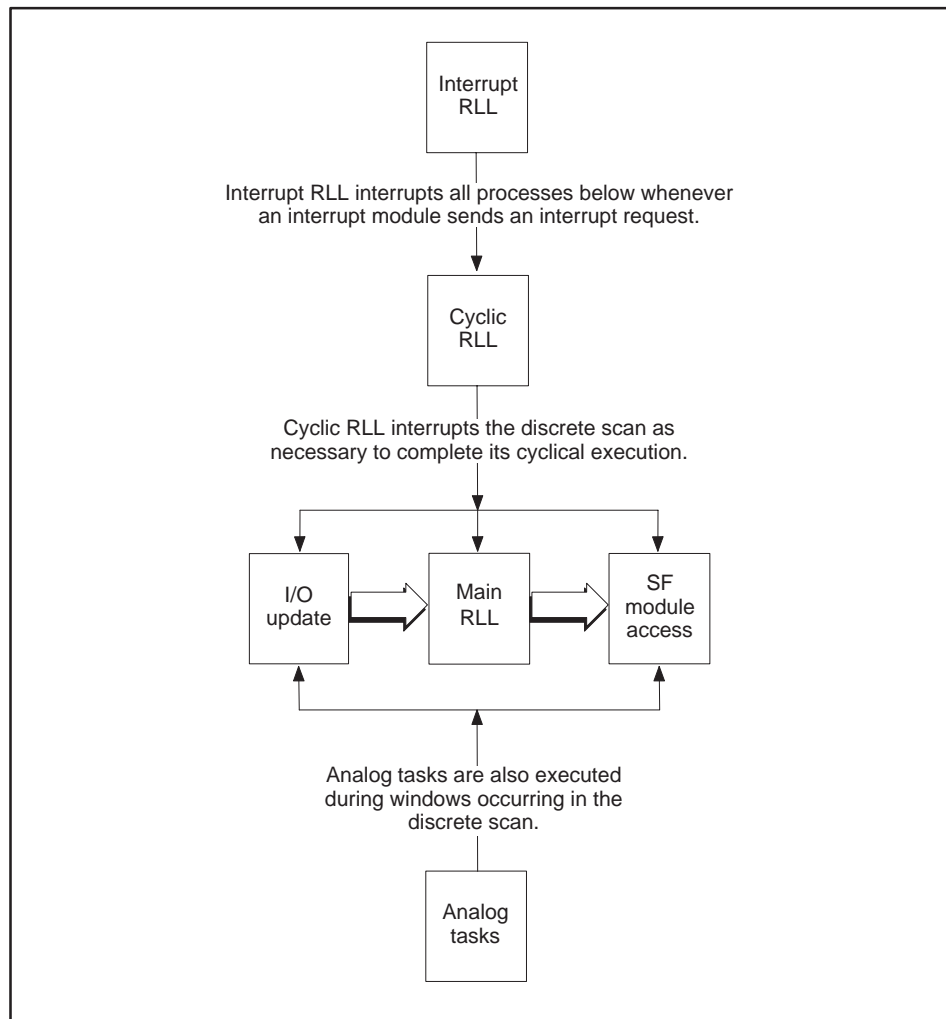 Interrupt
RLL
Interrupt RLL interrupts all processes below whenever
an interrupt module sends an interrupt request.
Cyclic
RLL
Cyclic RLL interrupts the discrete scan as
necessary to complete its cyclical execution.
I/O
update
Main
RLL
SF
module
access
Analog tasks are also executed
during windows occurring in the
discrete scan.
Analog
tasks